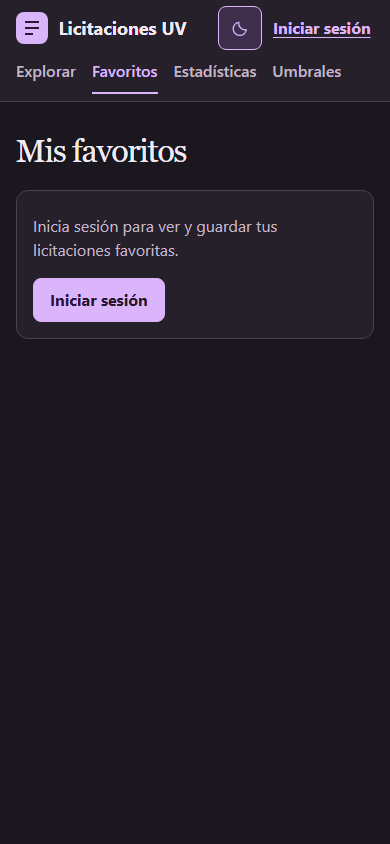 Licitaciones UV
Iniciar sesión
Explorar Favoritos Estadísticas Umbrales
Mis favoritos
Inicia sesión para ver y guardar tus
licitaciones favoritas.
Iniciar sesión